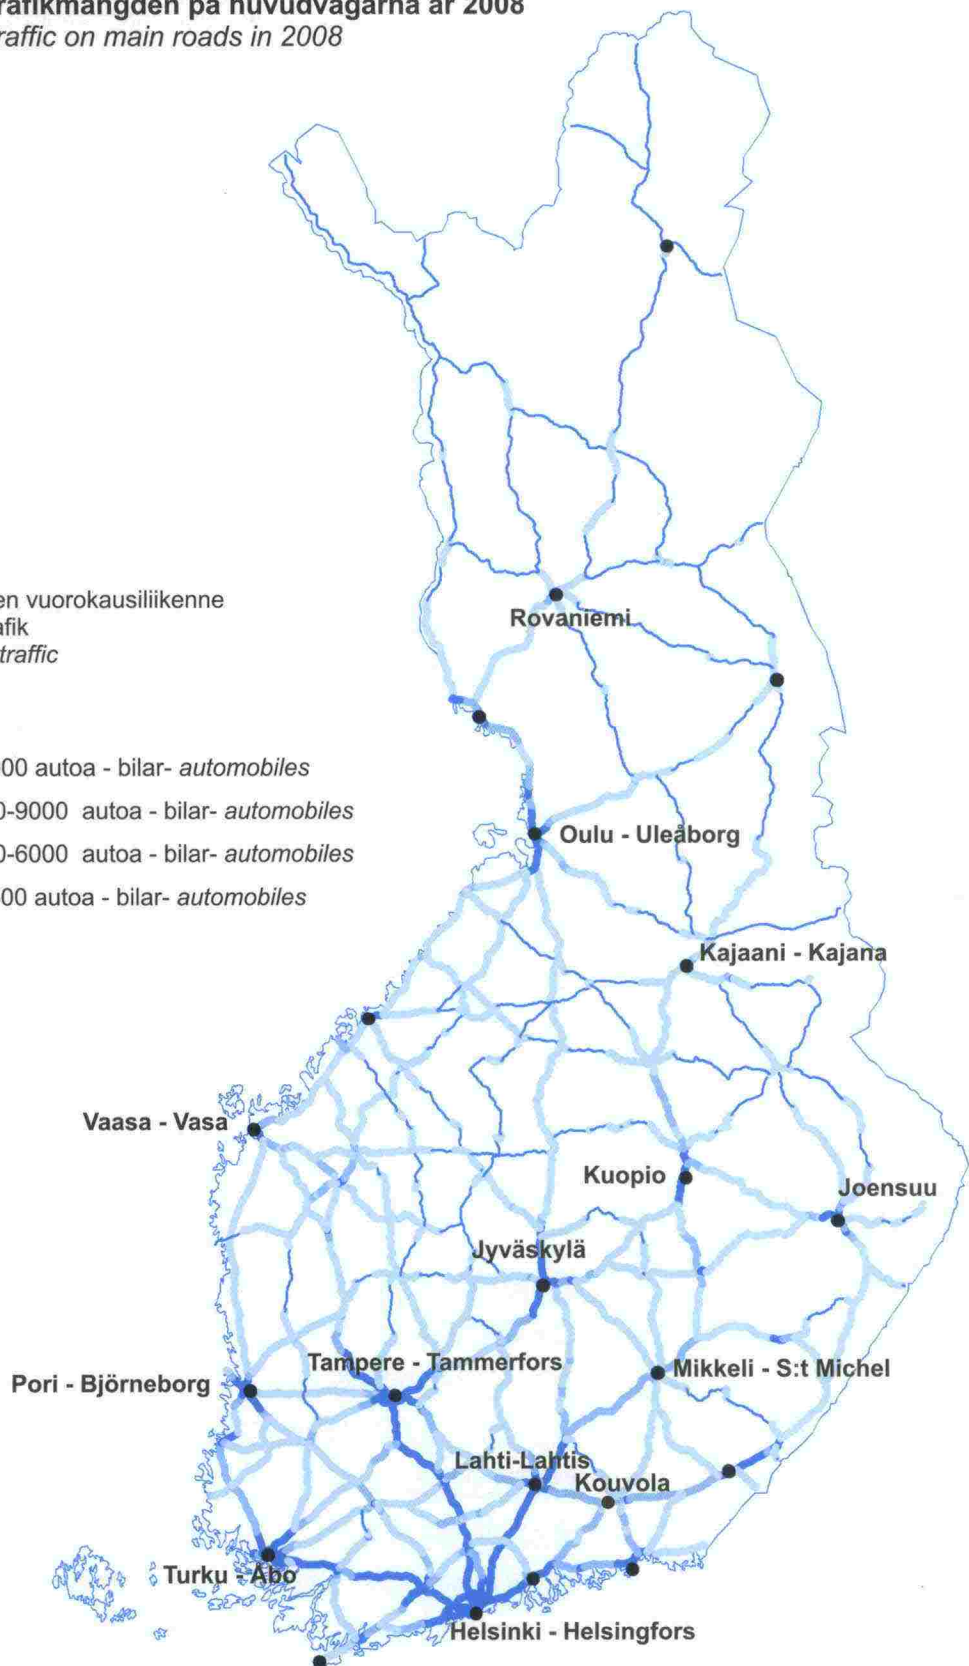 rafikmängden på huvudvägarna år 2008
raffic on main roads in 2008
en vuorokausiliikenne
afik
traffic
00 autoa - bilar- automobiles
0-9000 autoa - bilar- automobiles
0-6000 autoa - bilar- automobiles
00 autoa - bilar- automobiles
Rovaniemi
Oulu - Uleåborg
Kajaani - Kajana
Vaasa - Vasa
Kuopio
Joensuu
Jyväskylä
Tampere - Tammerfors
Mikkeli - S:t Michel
Pori - Björneborg
Lahti-Lahtis
Kouvola
Turku - Åbo
Helsinki - Helsingfors